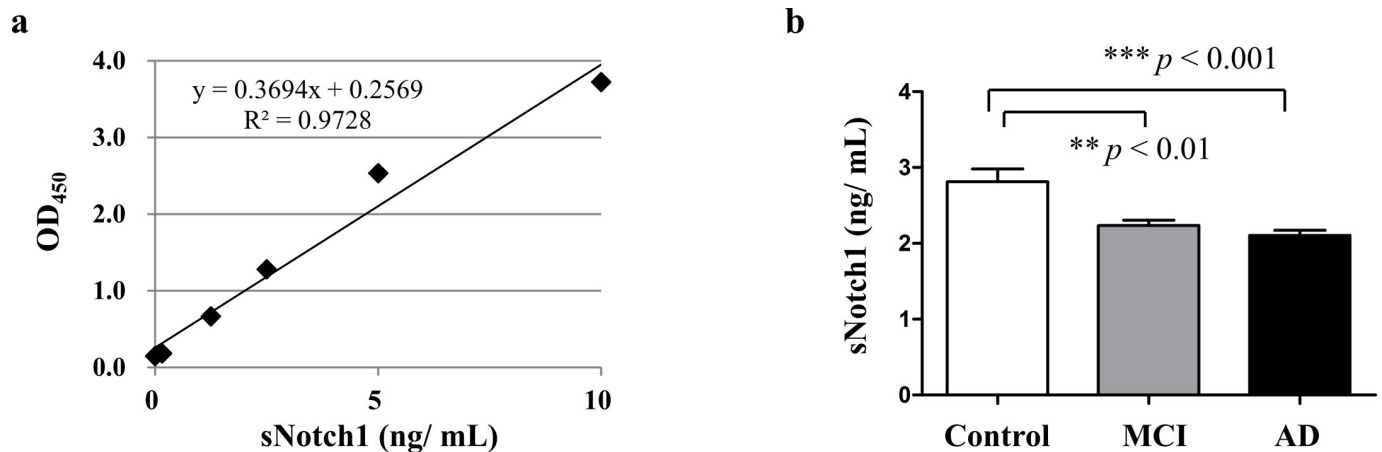 a
4.0
3.0
2.0
1.0
0.0
OD450
y = 0.3694x + 0.2569
R² = 0.9728
0 5 10
sNotch1 (ng/ mL)
b
*** p < 0.001
** p < 0.01
4
3
2
1
0
sNotch1 (ng/ mL)
Control MCI AD